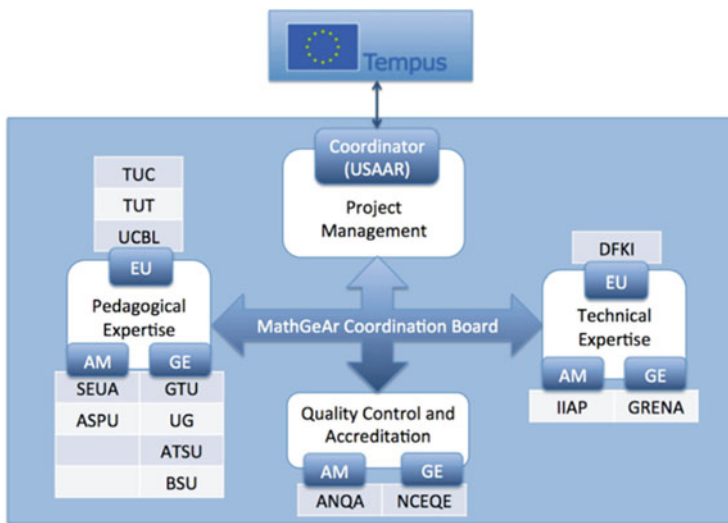 Tempus
Coordinator
(USAAR)
Project
Management
TUC
TUT
UCBL
EU
Pedagogical
Expertise
AM GE
SEUA GTU
ASPU UG
ATSU
BSU
MathGeAr Coordination Board
DFKI
EU
Technical
Expertise
AM GE
IIAP GRENA
Quality Control and
Accreditation
AM GE
ANQA NCEQE